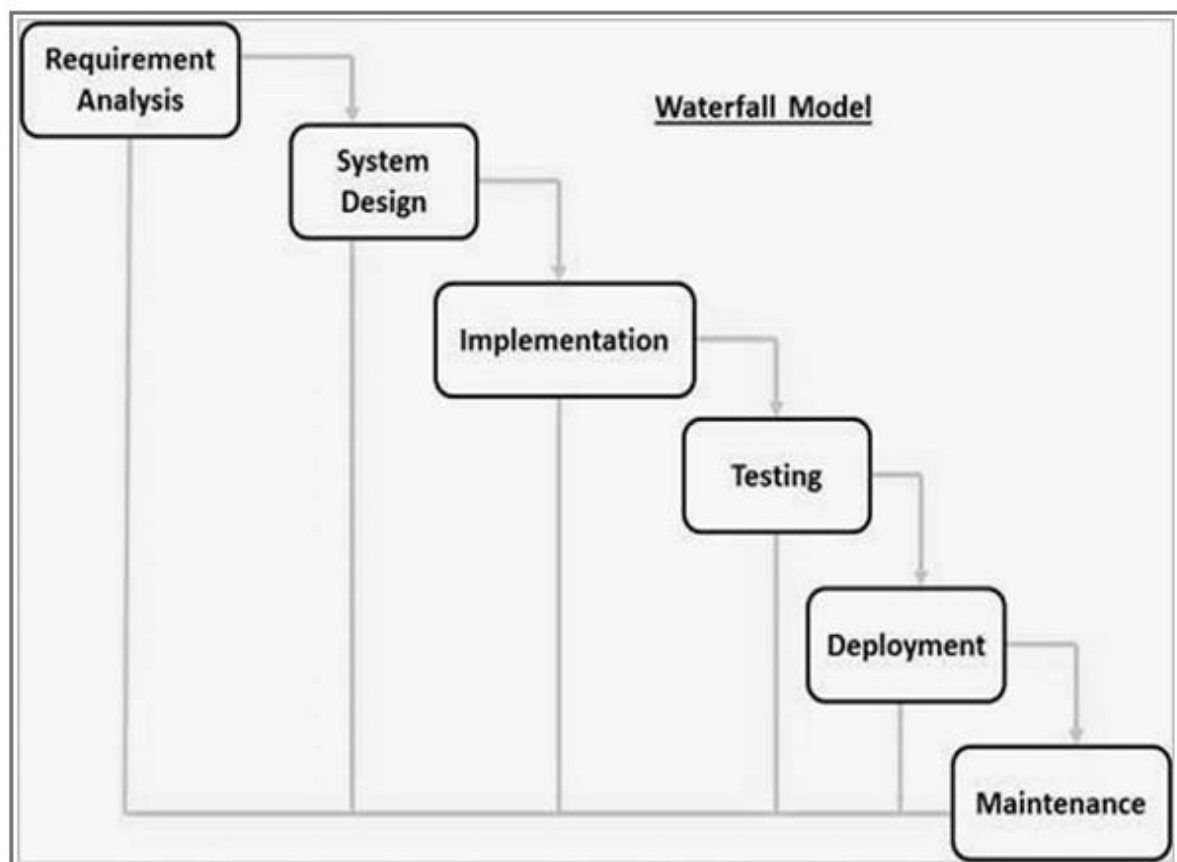 Requirement
Analysis
Waterfall Model
System
Design
Implementation
Testing
Deployment
Maintenance